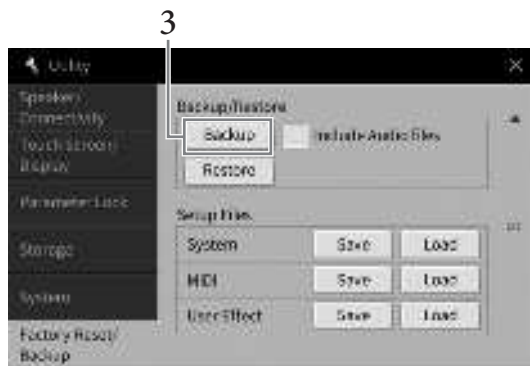 3
Utility
Speaker/
Connectivity
Touch Screen/
Display
Parameter Lock
Storage
System
Factory Reset/
Backup
Backup/Restore
Backup
Include Audio files
Restore
Setup Files
System Save Load
MIDI Save Load
User Effect Save Load